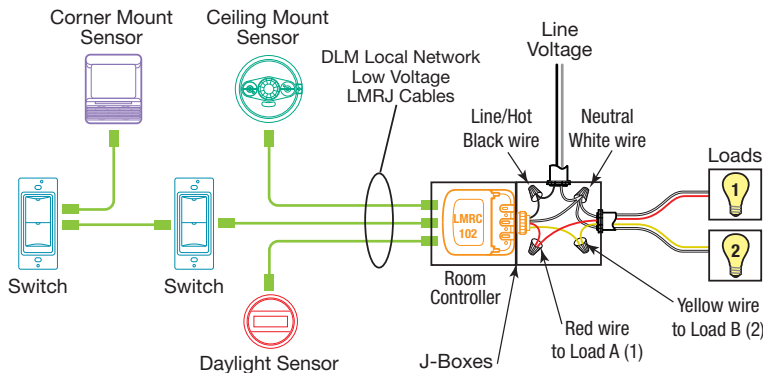 Corner Mount
Sensor
Ceiling Mount
Sensor
DLM Local Network
Low Voltage
LMRJ Cables
Line
Voltage
Line/Hot
Black wire
Neutral
White wire
Loads
1
2
LMRC
102
Switch
Switch
Room
Controller
Daylight Sensor
J-Boxes
Red wire
to Load A (1)
Yellow wire
to Load B (2)